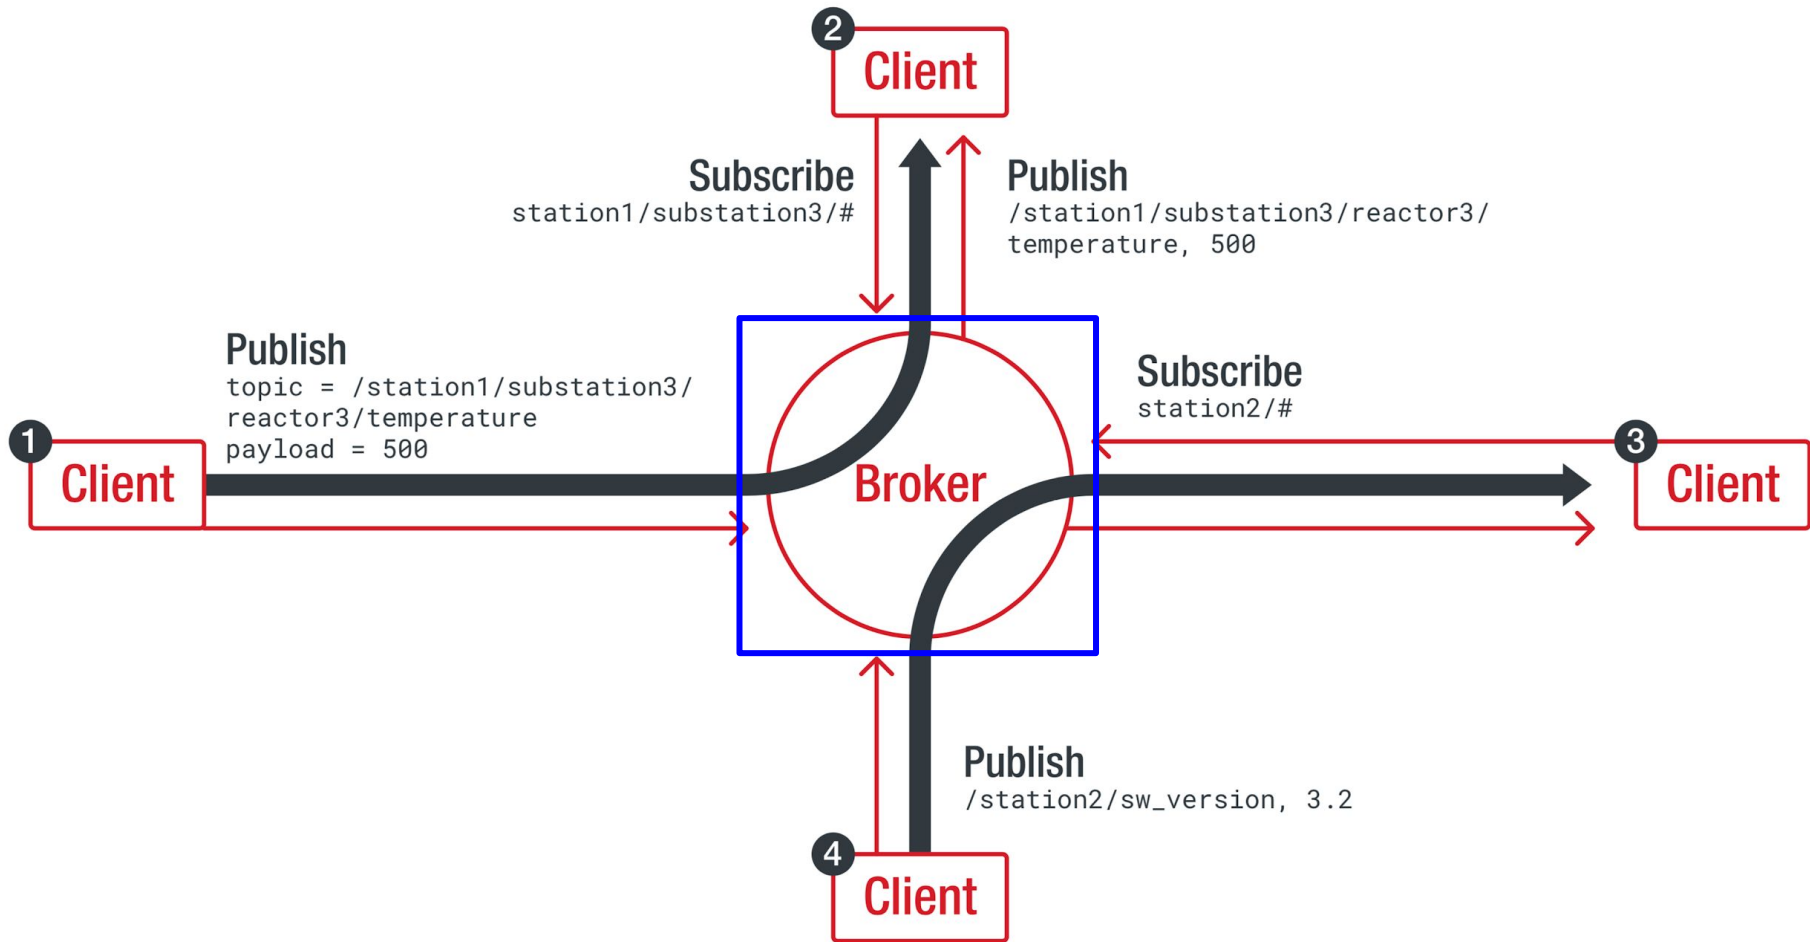 2
Client
Subscribe
station1/substation3/#
Publish
/station1/substation3/reactor3/
temperature, 500
Publish
topic = /station1/substation3/
reactor3/temperature
payload = 500
1
Client
Broker
Subscribe
station2/#
3
Client
Publish
/station2/sw_version, 3.2
4
Client